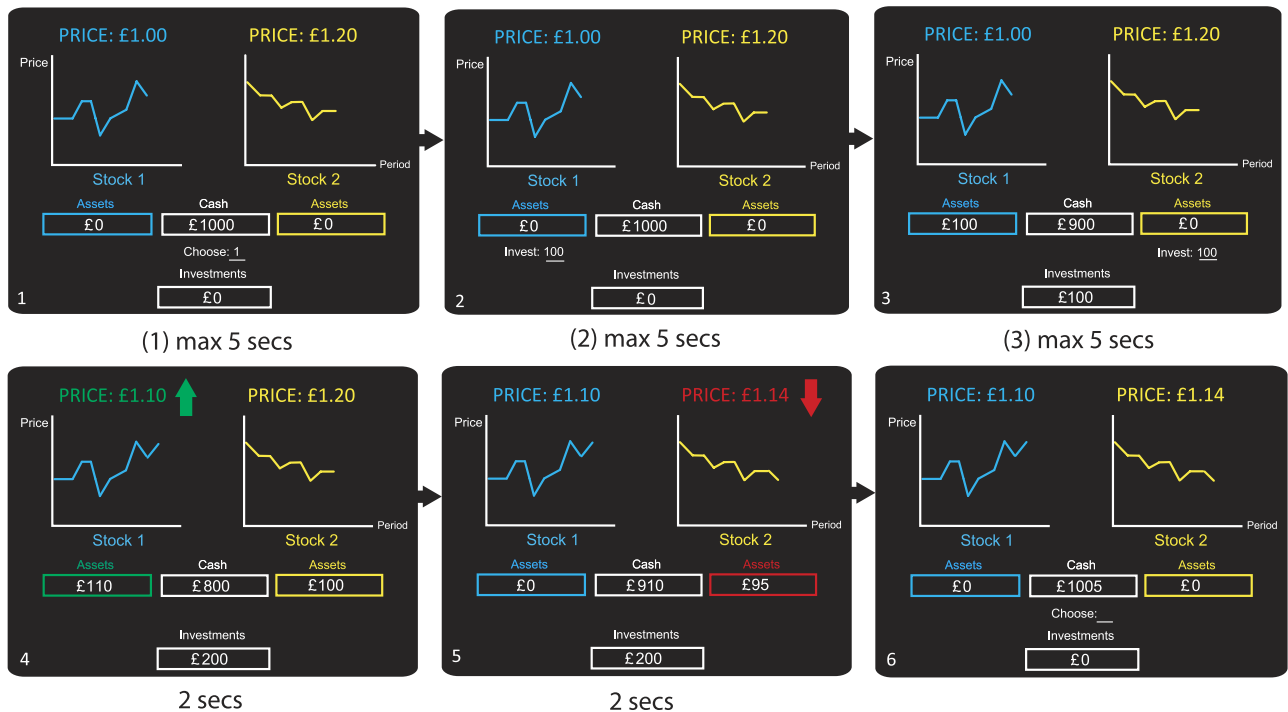 PRICE: £1.00 PRICE: £1.20
Price
Period
Stock 1 Stock 2
Assets Cash Assets
£0 £1000 £0
Choose: 1
Investments
£0
1
(1) max 5 secs
PRICE: £1.00 PRICE: £1.20
Price
Period
Stock 1 Stock 2
Assets Cash Assets
£0 £1000 £0
Invest: 100
Investments
£0
2
(2) max 5 secs
PRICE: £1.00 PRICE: £1.20
Price
Period
Stock 1 Stock 2
Assets Cash Assets
£100 £900 £0
Invest: 100
Investments
£100
3
(3) max 5 secs
PRICE: £1.10 PRICE: £1.20
Price
Period
Stock 1 Stock 2
Assets Cash Assets
£110 £800 £100
Investments
£200
4
2 secs
PRICE: £1.10 PRICE: £1.14
Price
Period
Stock 1 Stock 2
Assets Cash Assets
£0 £910 £95
Investments
£200
5
2 secs
PRICE: £1.10 PRICE: £1.14
Price
Period
Stock 1 Stock 2
Assets Cash Assets
£0 £1005 £0
Choose:
Investments
£0
6